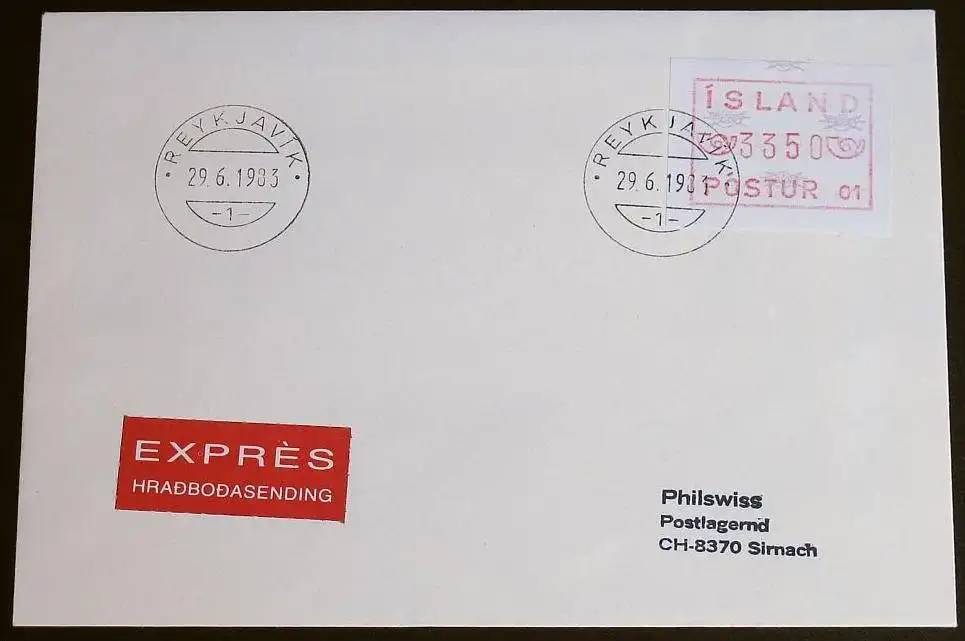 REYKJAVÍK
29.6.1983
-1-
REYKJAVÍK
29.6.1983
-1-
ÍSLAND
3350
PÓSTUR 01
EXPRÈS
HRAÐBOÐASENDING
Philswiss
Postlagernd
CH-8370 Sirnach